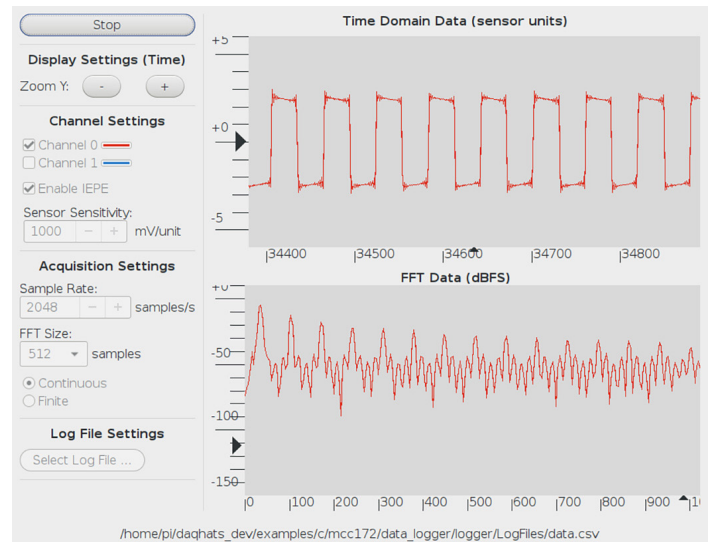 Stop
Display Settings (Time)
Zoom Y: - +
Channel Settings
Channel 0
Channel 1
Enable IEPE
Sensor Sensitivity:
1000 - + mV/unit
Acquisition Settings
Sample Rate:
2048 - + samples/s
FFT Size:
512 samples
Continuous
Finite
Log File Settings
Select Log File ...
Time Domain Data (sensor units)
+5
+0
-5
|34400 |34500 |34600 |34700 |34800
FFT Data (dBFS)
+0
-50
-100
-150
|0 |100 |200 |300 |400 |500 |600 |700 |800 |900
/home/pi/daqhats_dev/examples/c/mcc172/data_logger/logger/LogFiles/data.csv